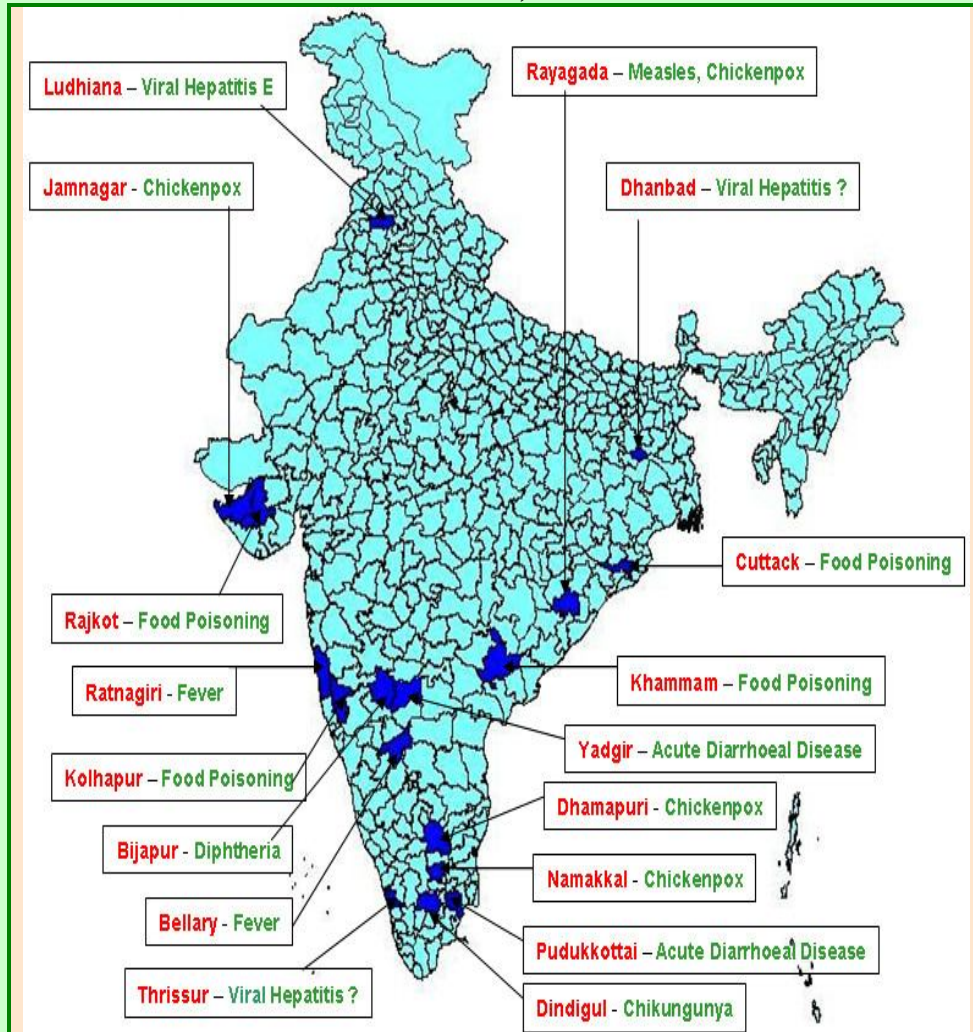 Ludhiana – Viral Hepatitis E
Rayagada – Measles, Chickenpox
Jamnagar - Chickenpox
Dhanbad – Viral Hepatitis ?
Cuttack – Food Poisoning
Rajkot – Food Poisoning
Ratnagiri - Fever
Khammam – Food Poisoning
Yadgir – Acute Diarrhoeal Disease
Kolhapur – Food Poisoning
Dhamapuri - Chickenpox
Bijapur - Diphtheria
Namakkal - Chickenpox
Bellary - Fever
Pudukkottai – Acute Diarrhoeal Disease
Thrissur – Viral Hepatitis ?
Dindigul - Chikungunya